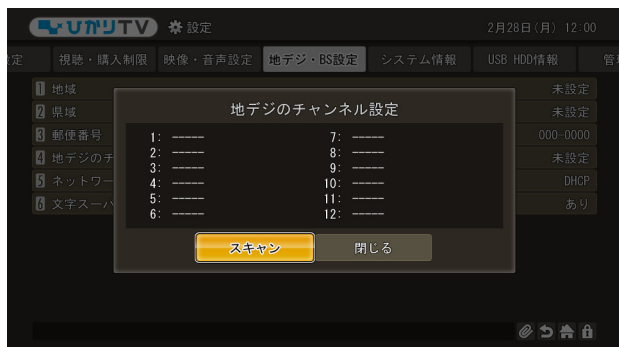 ひかりTV 設定 2月28日(月) 12:00
設定 視聴・購入制限 映像・音声設定 地デジ・BS設定 システム情報 USB HDD情報 管
1 地域 未設定
2 県域 未設定
3 郵便番号 000-0000
4 地デジのチ 未設定
5 ネットワー DHCP
6 文字スーパ あり
地デジのチャンネル設定
1: ----- 7: -----
2: ----- 8: -----
3: ----- 9: -----
4: ----- 10: -----
5: ----- 11: -----
6: ----- 12: -----
スキャン 閉じる